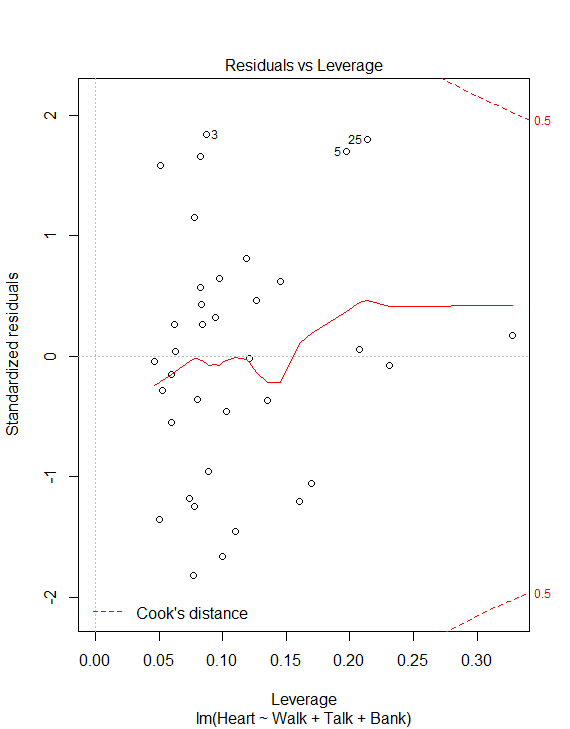 Residuals vs Leverage
2
1
0
-1
-2
Standardized residuals
3
25
5
0.5
0.5
Cook's distance
0.00 0.05 0.10 0.15 0.20 0.25 0.30
Leverage
lm(Heart ~ Walk + Talk + Bank)